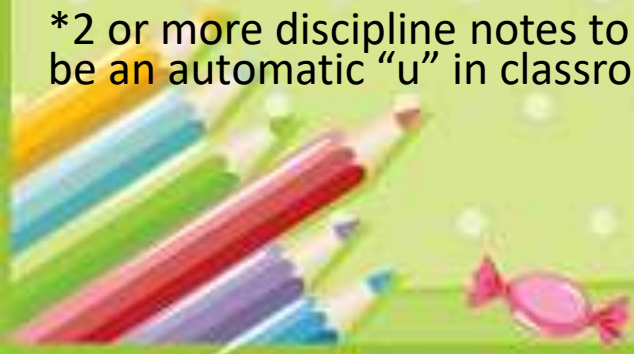 *2 or more discipline notes to
be an automatic “u” in classro